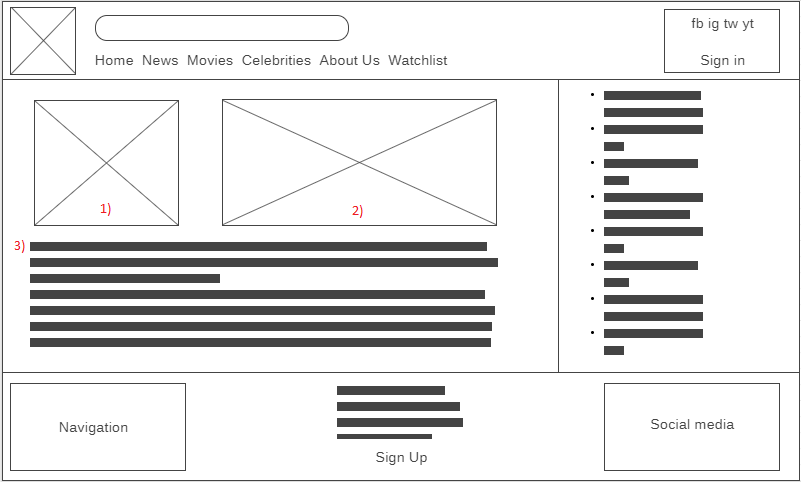 fb ig tw yt
Home News Movies Celebrities About Us Watchlist
Sign in
1)
2)
3)
Navigation
Sign Up
Social media